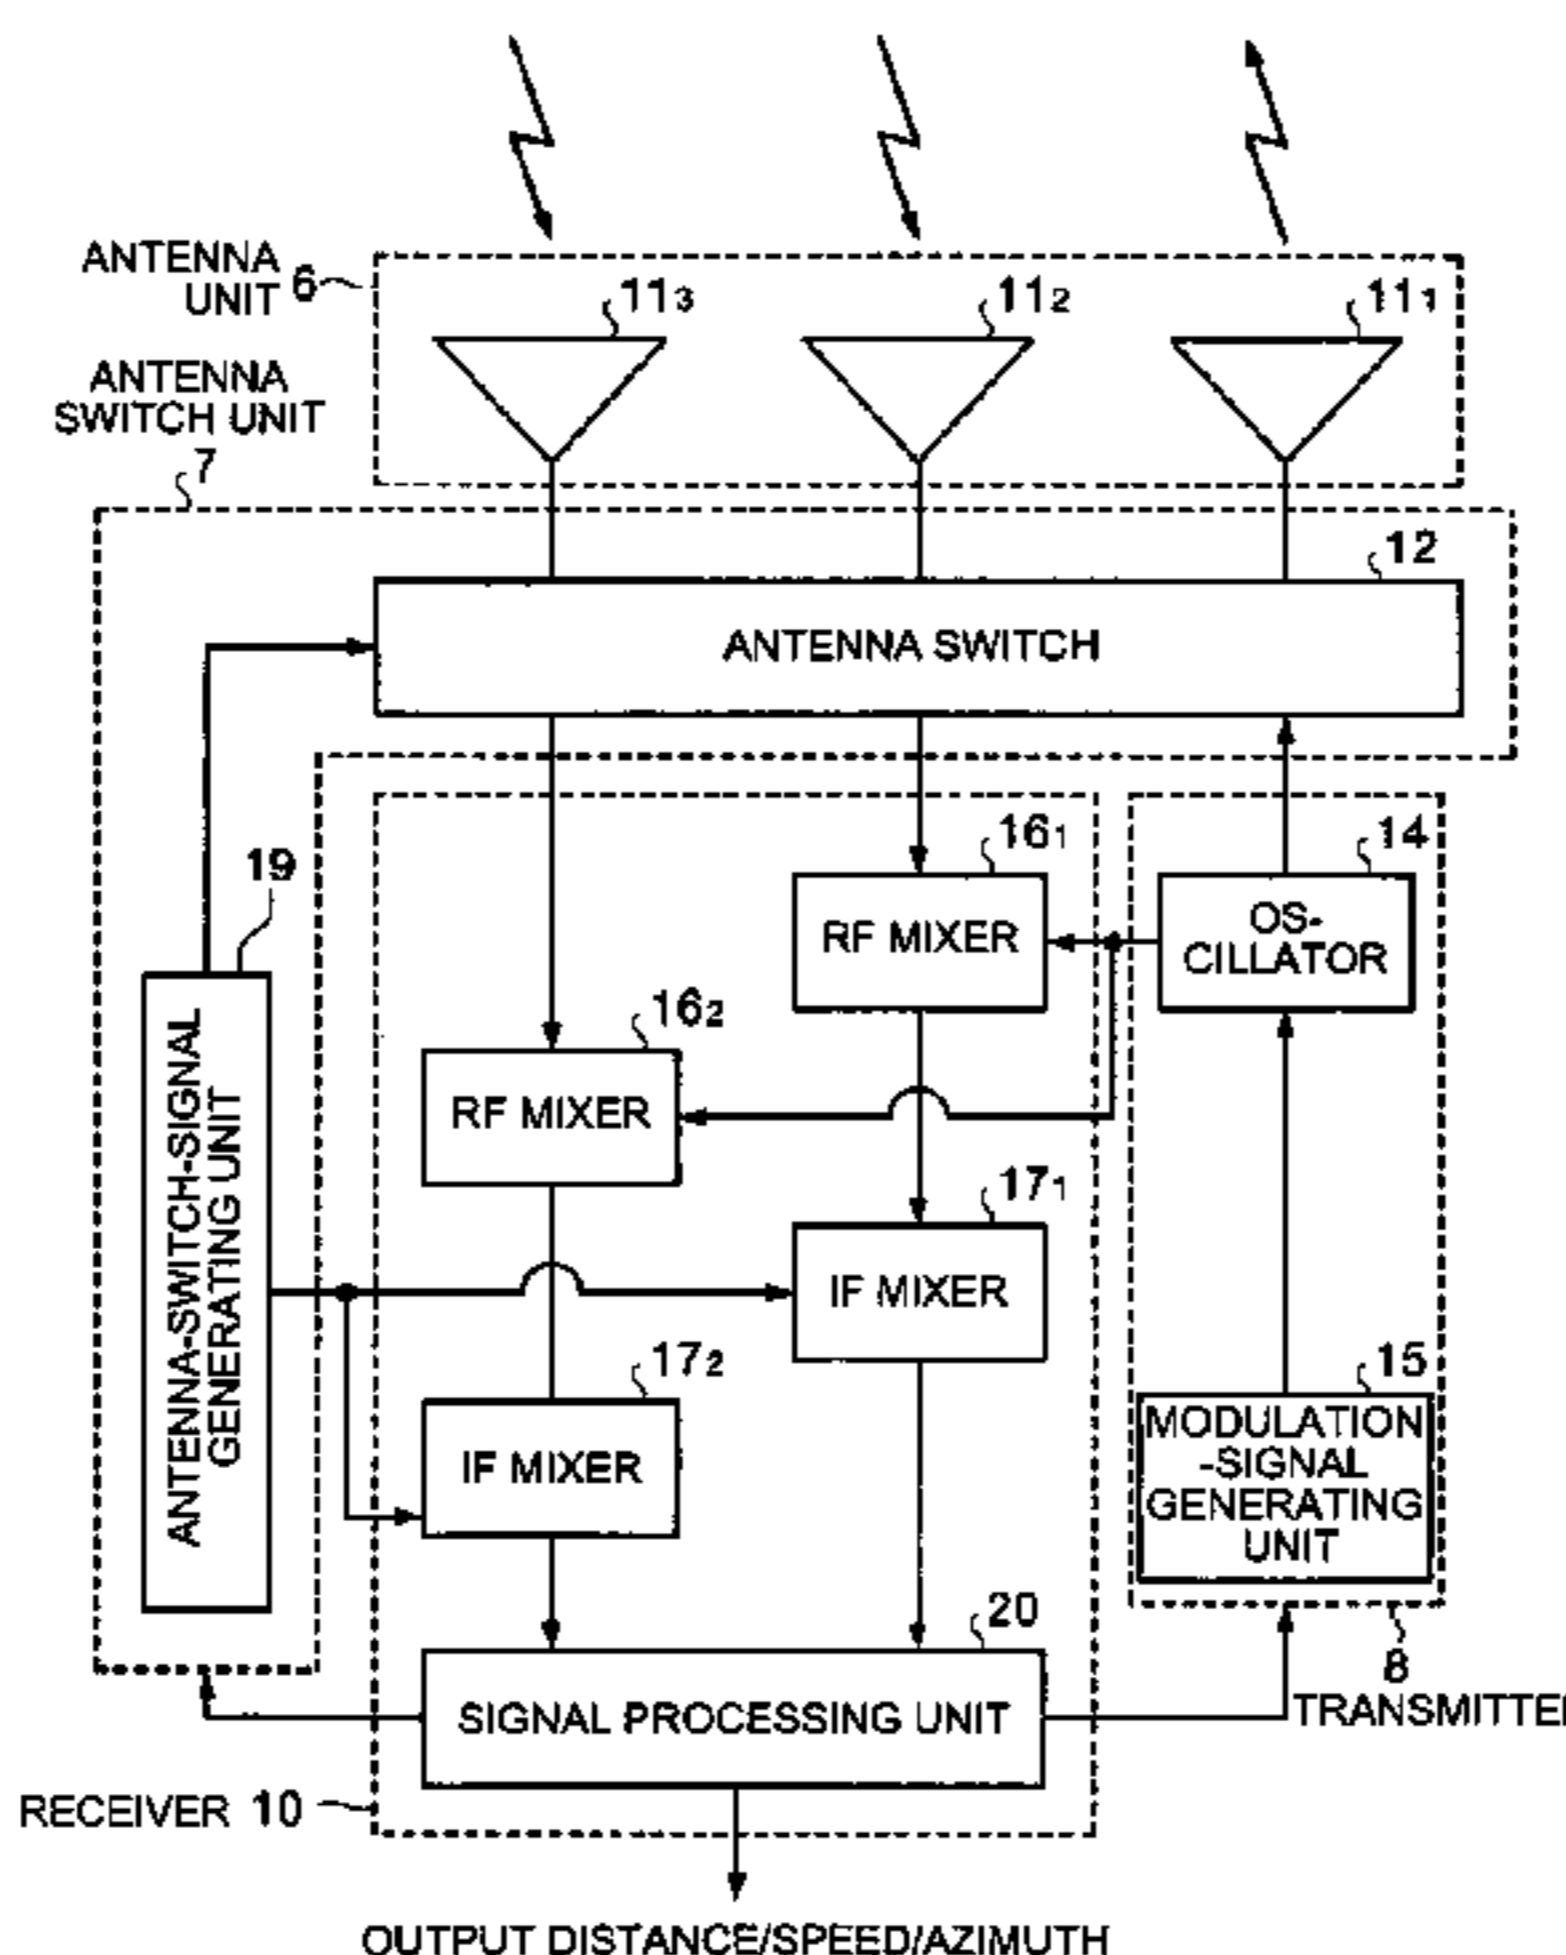 ANTENNA
UNIT 6
11₃
11₂
11₁
ANTENNA
SWITCH UNIT
7
12
ANTENNA SWITCH
16₁
14
19
RF MIXER
OS-
CILLATOR
16₂
RF MIXER
17₁
ANTENNA-SWITCH-SIGNAL
GENERATING UNIT
IF MIXER
17₂
15
IF MIXER
MODULATION
-SIGNAL
GENERATING
UNIT
20
8
SIGNAL PROCESSING UNIT
TRANSMITTE
RECEIVER 10
OUTPUT DISTANCE/SPEED/AZIMUTH